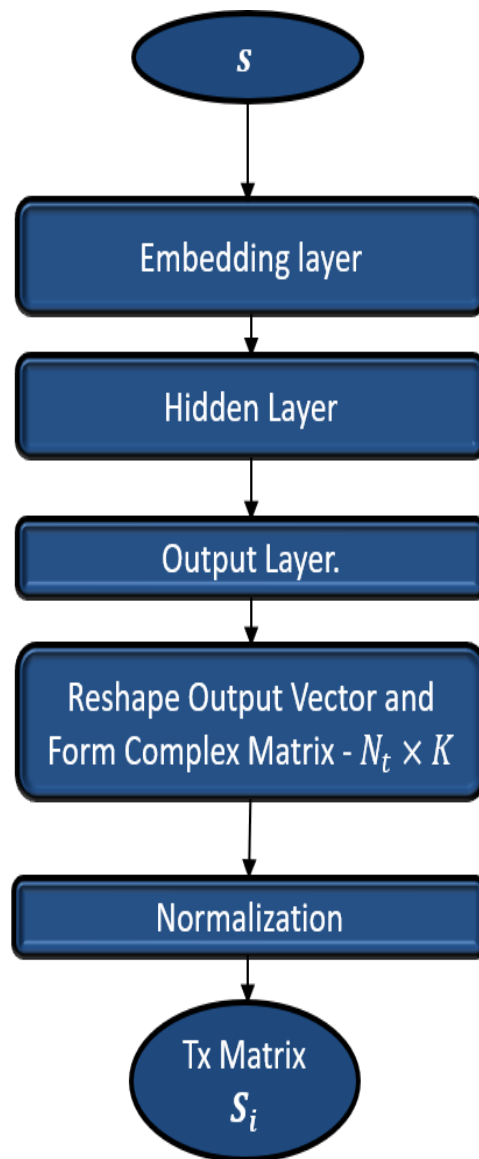 s
Embedding layer
Hidden Layer
Output Layer.
Reshape Output Vector and
Form Complex Matrix - N_t × K
Normalization
Tx Matrix
S_i